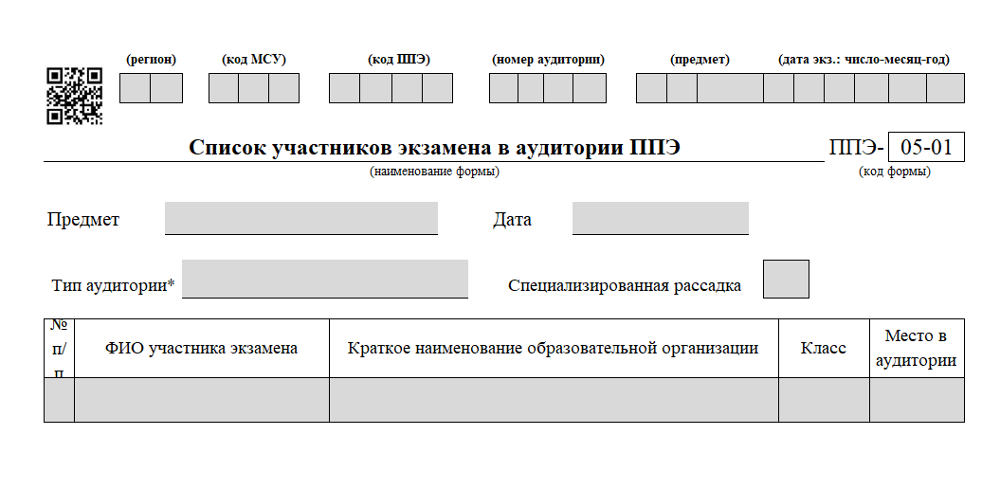 (регион) (код МСУ) (код ППЭ) (номер аудитории) (предмет) (дата экз.: число-месяц-год)
Список участников экзамена в аудитории ППЭ ППЭ- 05-01
(наименование формы) (код формы)
Предмет Дата
Тип аудитории* Специализированная рассадка
№ п/п ФИО участника экзамена Краткое наименование образовательной организации Класс Место в аудитории